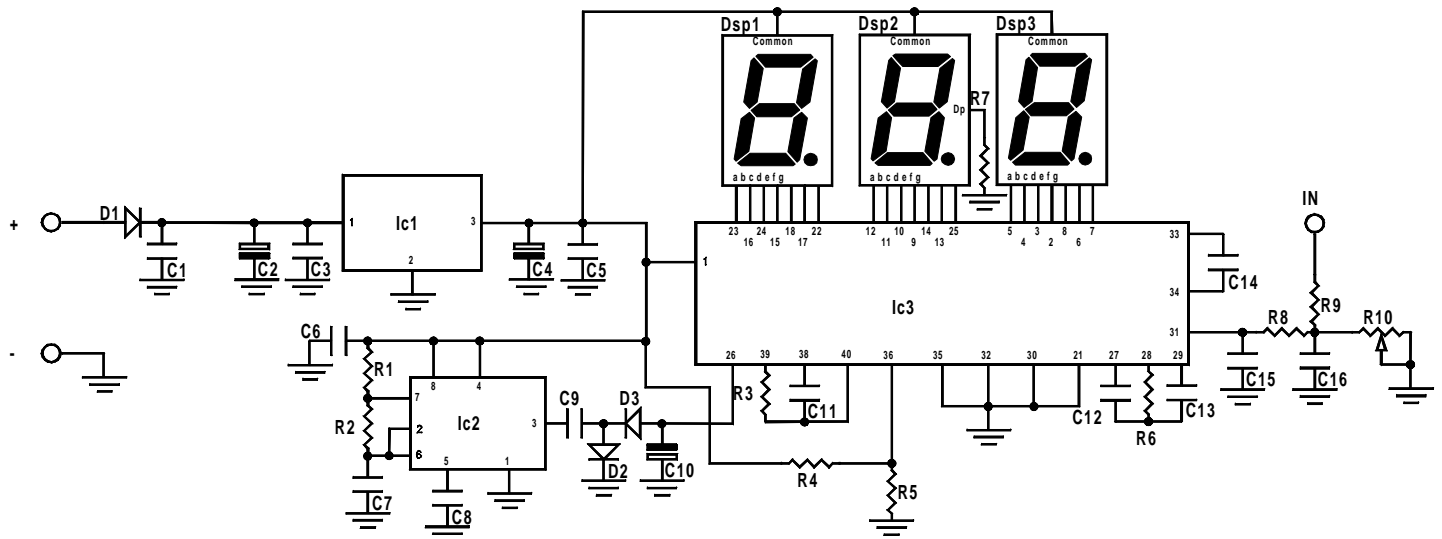 Dsp1 Dsp2 Dsp3
Common Common Common
R7
Dp
a b c d e f g a b c d e f g a b c d e f g
IN
+ D1 1 Ic1 3
2
C1 C2 C3 C4 C5
23 24 18 22 12 10 14 25 5 3 8 7
16 15 17 11 9 13 4 2 6
33
1 Ic3 34 C14
31 R8 R9 R10
-
C6
26 39 38 40 36 35 32 30 21 27 28 29
R1 8 4
7 R3 C11 C12 R6 C13 C15 C16
R2 2 Ic2 3 C9 D3
6
5 1 D2 C10 R4 R5
C7 C8